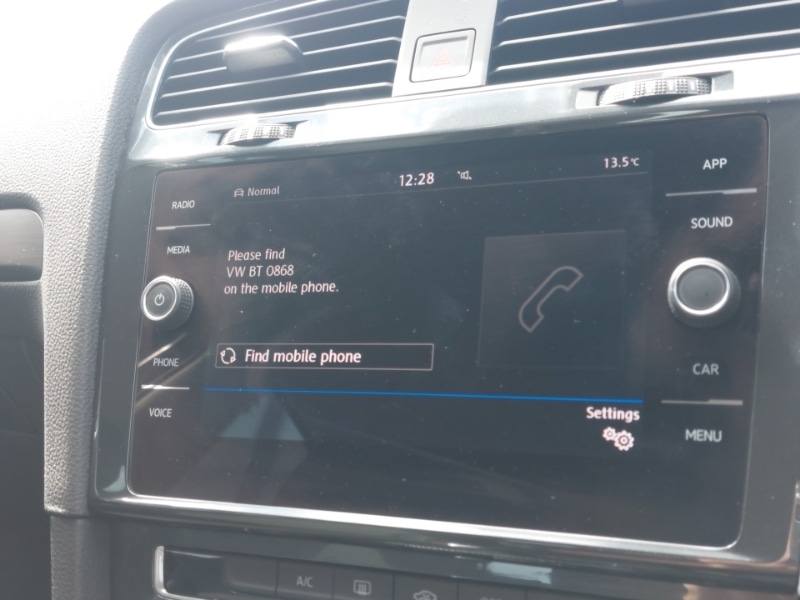 12:28
13.5°C
APP
Normal
RADIO
SOUND
MEDIA
Please find
VW BT 0868
on the mobile phone.
Find mobile phone
PHONE
CAR
VOICE
Settings
MENU
A/C